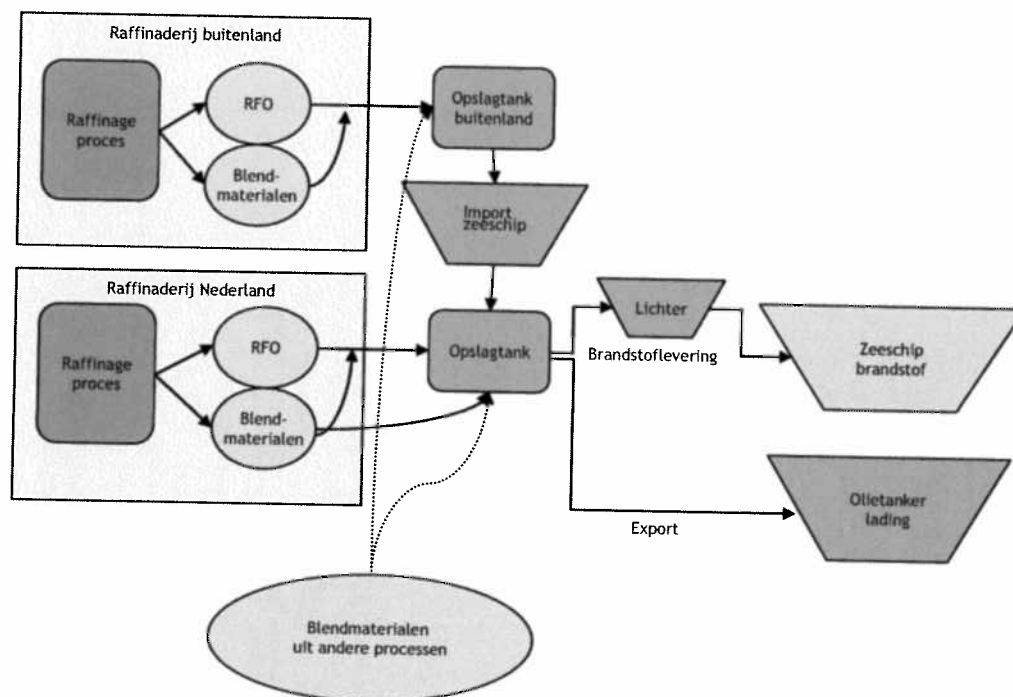 Raffinaderij buitenland
Raffinage
proces
RFO
Blend-
materialen
Opslagtank
buitenland
Import
zeeschip
Raffinaderij Nederland
Raffinage
proces
RFO
Blend-
materialen
Opslagtank
Lichter
Brandstoflevering
Zeeschip
brandstof
Olietanker
lading
Export
Blendmaterialen
uit andere processen